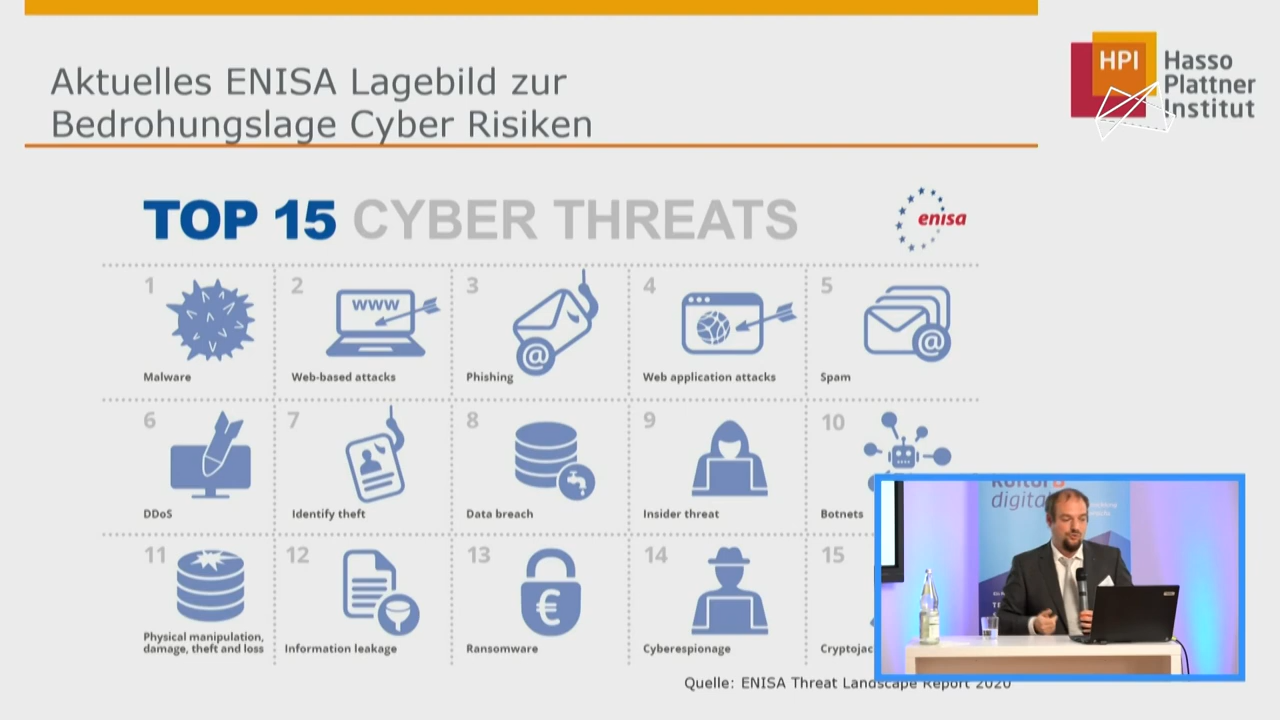 Aktuelles ENISA Lagebild zur
Bedrohungslage Cyber Risiken
HPI
Hasso
Plattner
Institut
TOP 15 CYBER THREATS
enisa
1
Malware
2
WWW
Web-based attacks
3
@
Phishing
4
Web application attacks
5
@
Spam
6
DDoS
7
Identify theft
8
Data breach
9
Insider threat
10
Botnets
11
Physical manipulation,
damage, theft and loss
12
Information leakage
13
€
Ransomware
14
Cyberespionage
15
Cryptojac
Kultur
digital
Quelle: ENISA Threat Landscape Report 2020